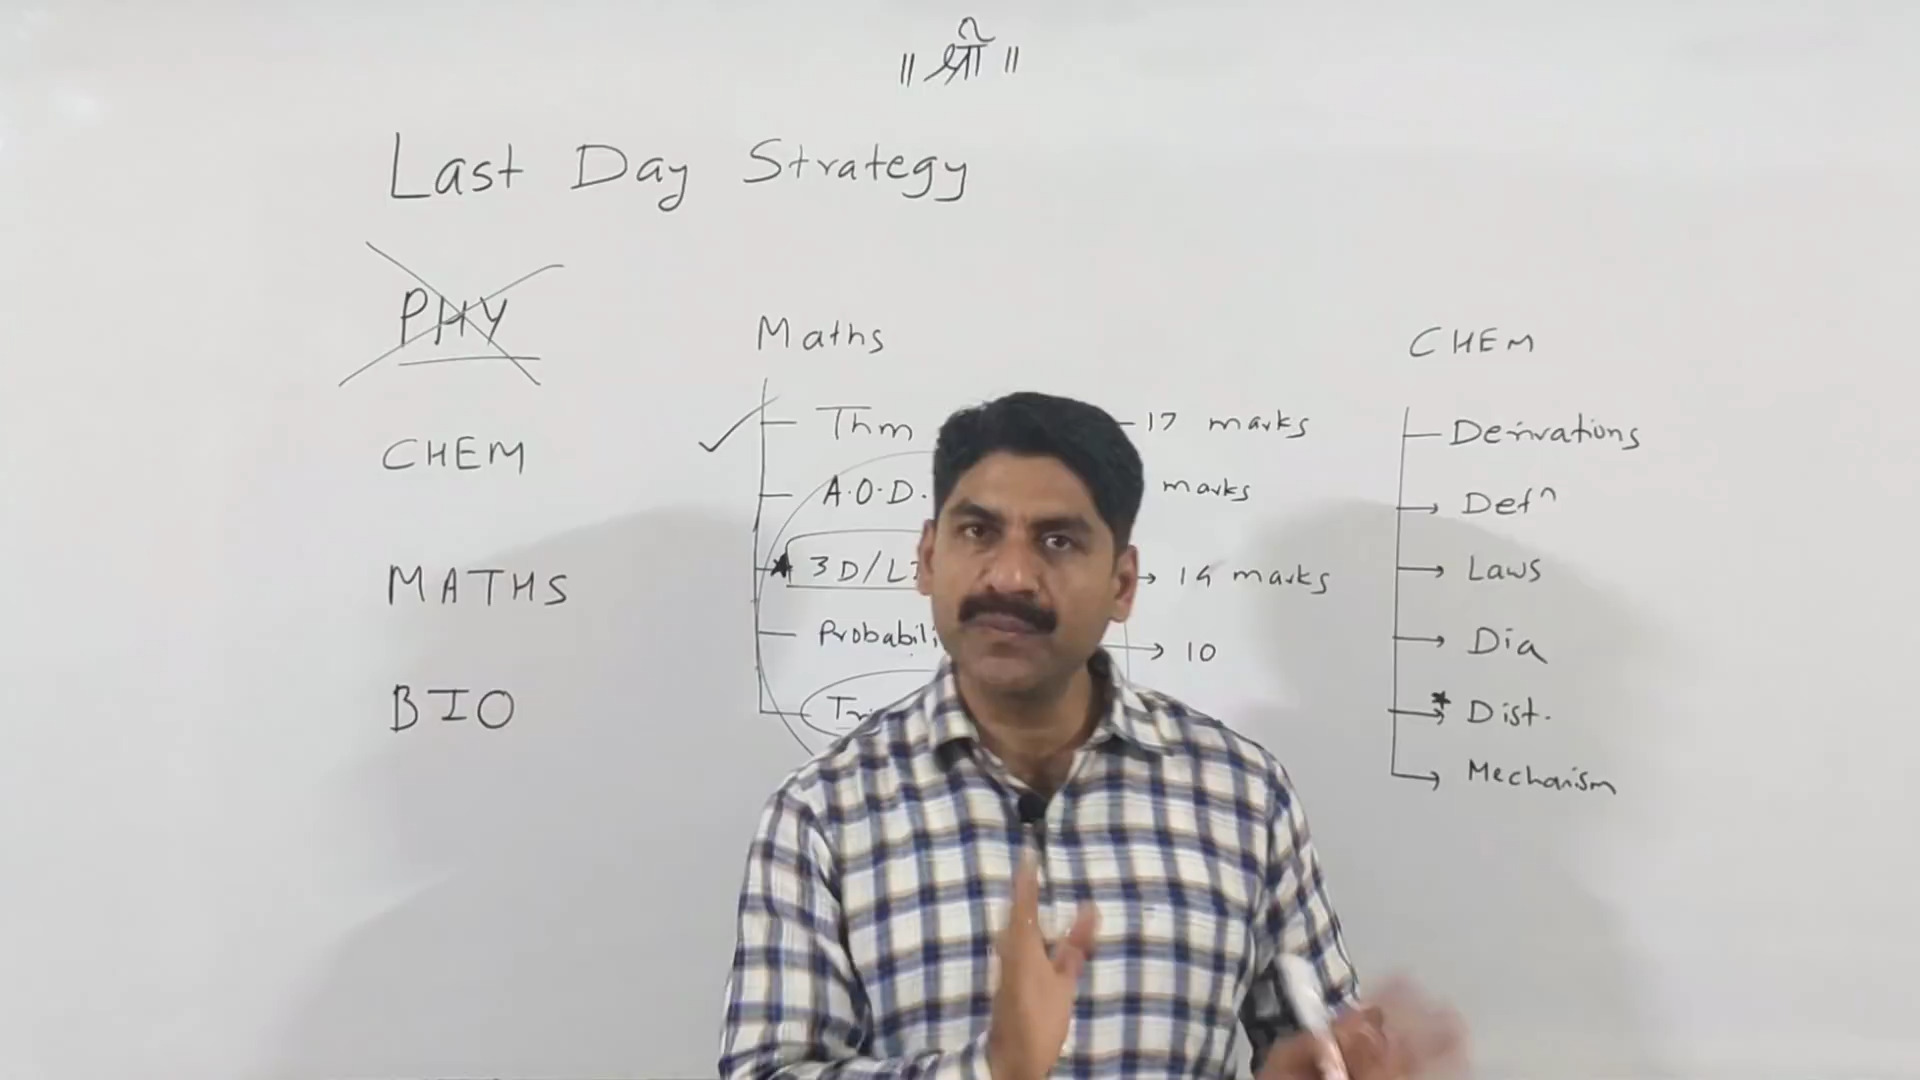 ॥ श्री ॥
Last Day Strategy
PHY
CHEM
MATHS
BIO
Maths
Thm 17 marks
A.O.D. marks
3D/L 14 marks
10
CHEM
Derivations
Defn
Laws
Dia
Dist.
Mechanism